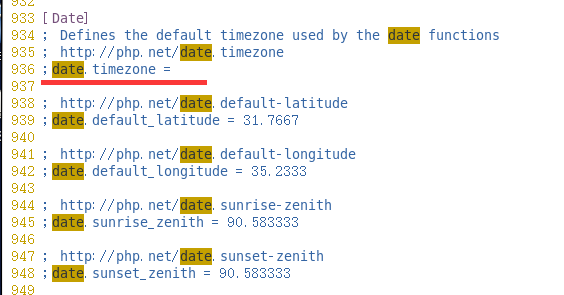 932
933 [Date]
934 ; Defines the default timezone used by the date functions
935 ; http://php.net/date.timezone
936 ;date.timezone =
937
938 ; http://php.net/date.default-latitude
939 ;date.default_latitude = 31.7667
940
941 ; http://php.net/date.default-longitude
942 ;date.default_longitude = 35.2333
943
944 ; http://php.net/date.sunrise-zenith
945 ;date.sunrise_zenith = 90.583333
946
947 ; http://php.net/date.sunset-zenith
948 ;date.sunset_zenith = 90.583333
949